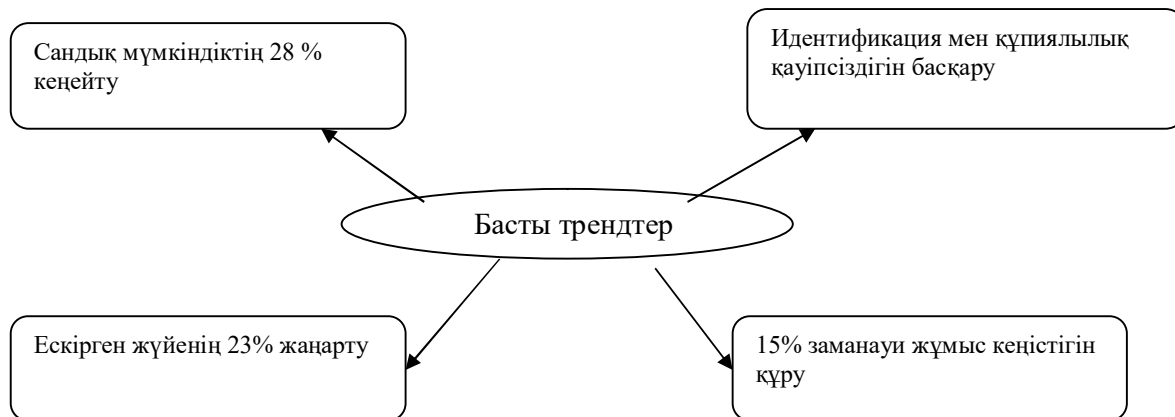 Сандық мүмкіндіктің 28 %
кеңейту
Идентификация мен құпиялылық
қауіпсіздігін басқару
Басты трендтер
Ескірген жүйенің 23% жаңарту
15% заманауи жұмыс кеңістігін
құру